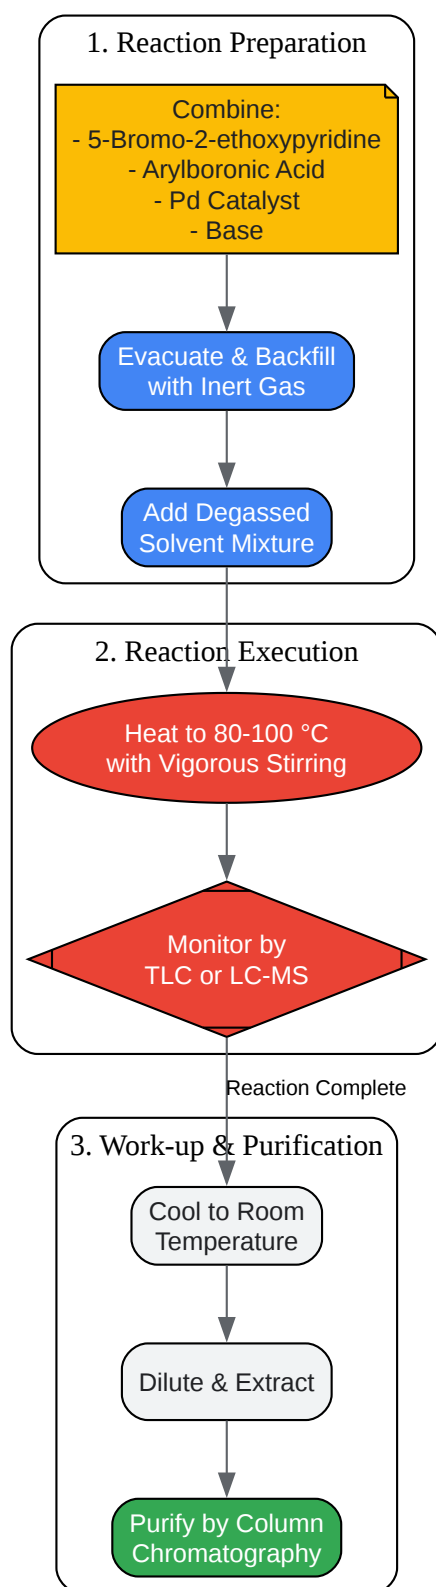 1. Reaction Preparation
Combine:
- 5-Bromo-2-ethoxypyridine
- Arylboronic Acid
- Pd Catalyst
- Base
Evacuate & Backfill
with Inert Gas
Add Degassed
Solvent Mixture
2. Reaction Execution
Heat to 80-100 °C
with Vigorous Stirring
Monitor by
TLC or LC-MS
Reaction Complete
3. Work-up & Purification
Cool to Room
Temperature
Dilute & Extract
Purify by Column
Chromatography